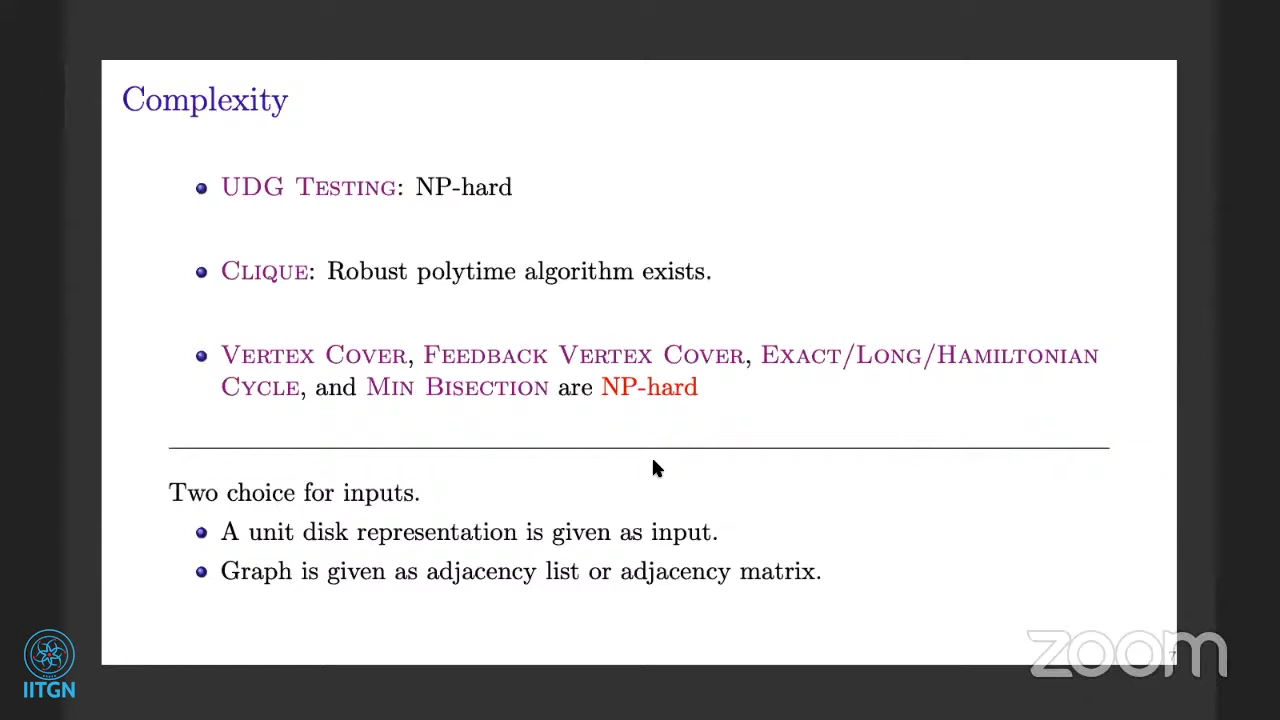 Complexity
UDG Testing: NP-hard
Clique: Robust polytime algorithm exists.
Vertex Cover, Feedback Vertex Cover, Exact/Long/Hamiltonian
Cycle, and Min Bisection are NP-hard
Two choice for inputs.
A unit disk representation is given as input.
Graph is given as adjacency list or adjacency matrix.
7
zoom
IITGN